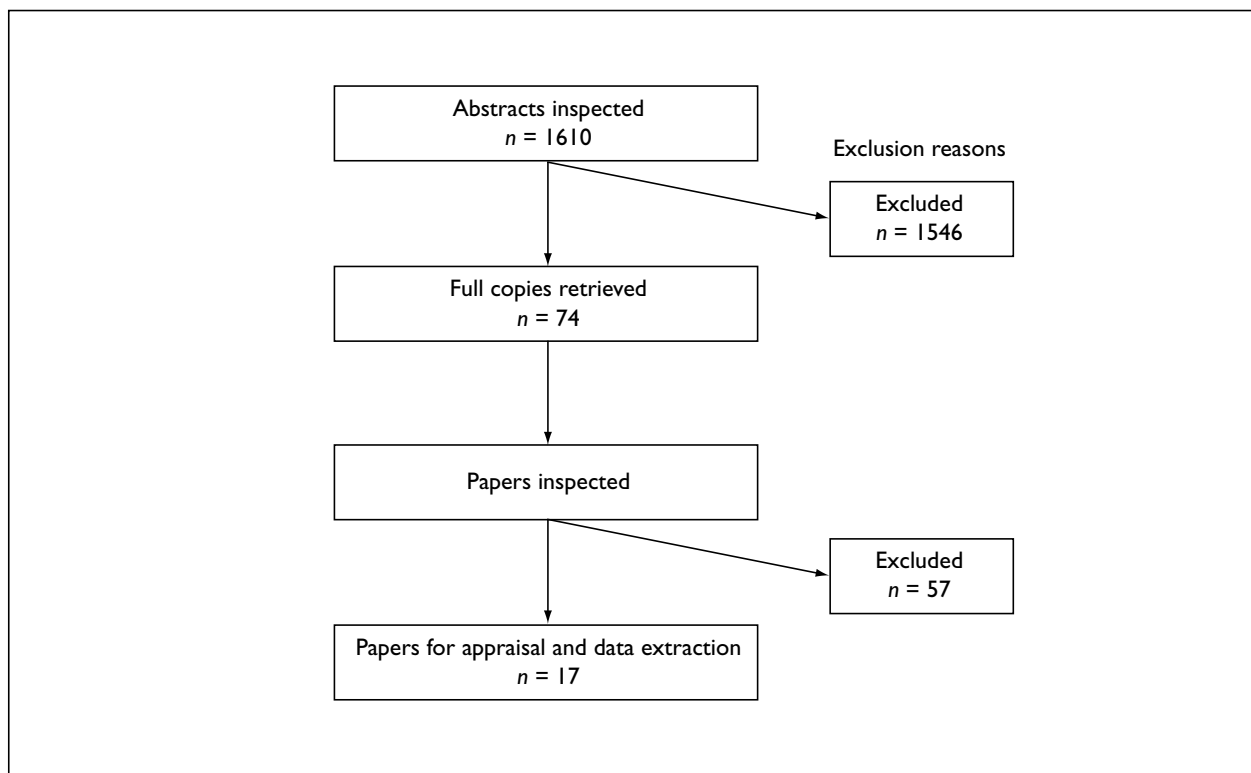 Abstracts inspected
n = 1610
Exclusion reasons
Excluded
n = 1546
Full copies retrieved
n = 74
Papers inspected
Excluded
n = 57
Papers for appraisal and data extraction
n = 17